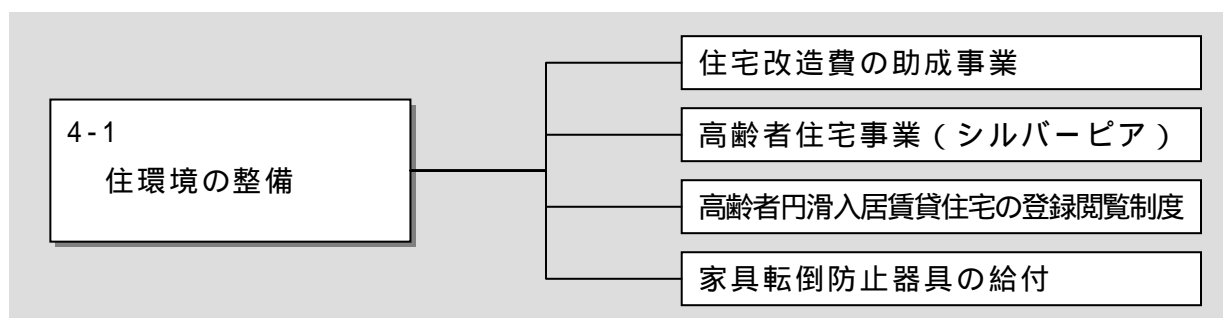 4-1
住環境の整備
住宅改造費の助成事業
高齢者住宅事業（シルバーピア）
高齢者円滑入居賃貸住宅の登録閲覧制度
家具転倒防止器具の給付